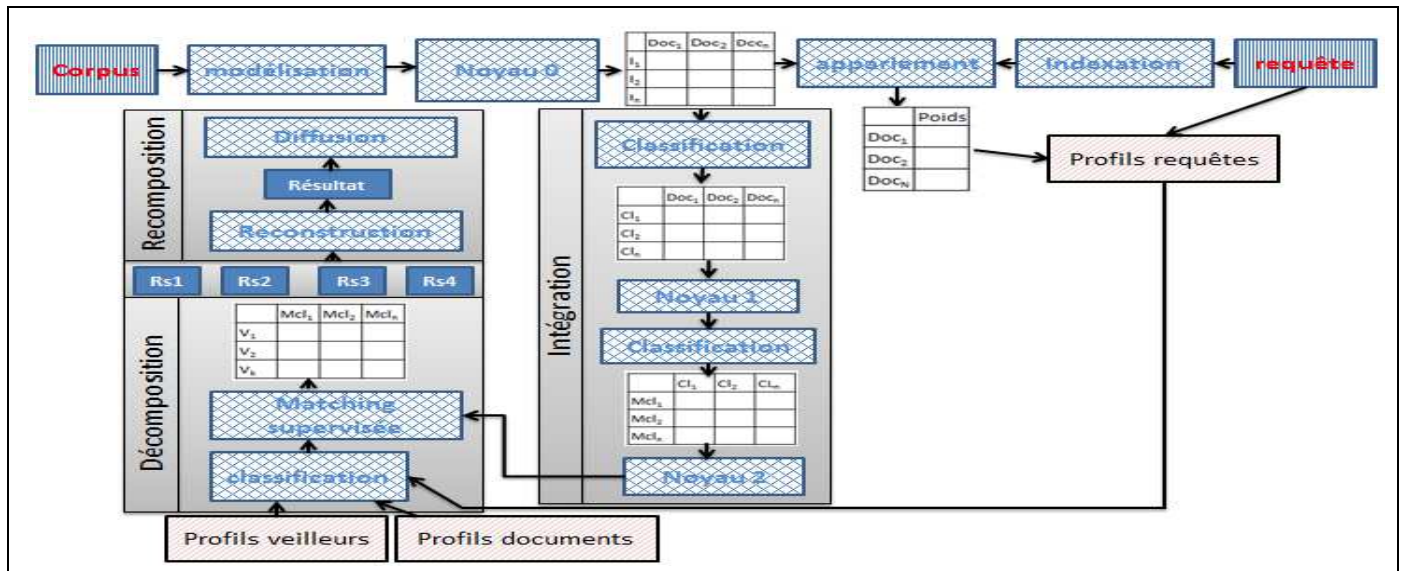 Corpus
modélisation
Noyau 0
Doc₁ Doc₂ Docₙ
I₁
I₂
Iₙ
appariement
Indexation
requête
Poids
Doc₁
Doc₂
Docₙ
Profils requêtes
Recomposition
Diffusion
Résultat
Reconstruction
Rs1 Rs2 Rs3 Rs4
Décomposition
Mcl₁ Mcl₂ Mclₙ
V₁
V₂
Vₖ
Matching
supervisée
classification
Profils veilleurs
Profils documents
Intégration
Classification
Doc₁ Doc₂ Docₙ
Cl₁
Cl₂
Clₙ
Noyau 1
Classification
Cl₁ Cl₂ CLₙ
Mcl₁
Mcl₂
Mclₙ
Noyau 2